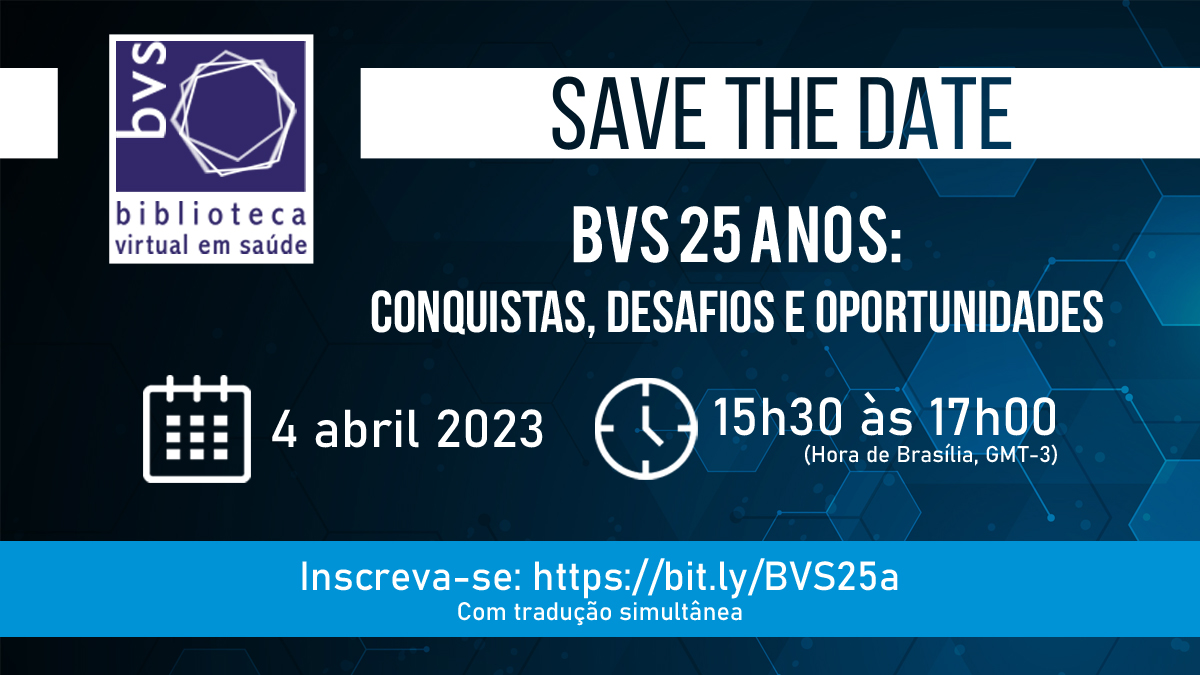 bvs
biblioteca
virtual em saúde
SAVE THE DATE
BVS 25 ANOS:
CONQUISTAS, DESAFIOS E OPORTUNIDADES
4 abril 2023
15h30 às 17h00
(Hora de Brasília, GMT-3)
Inscreva-se: https://bit.ly/BVS25a
Com tradução simultânea